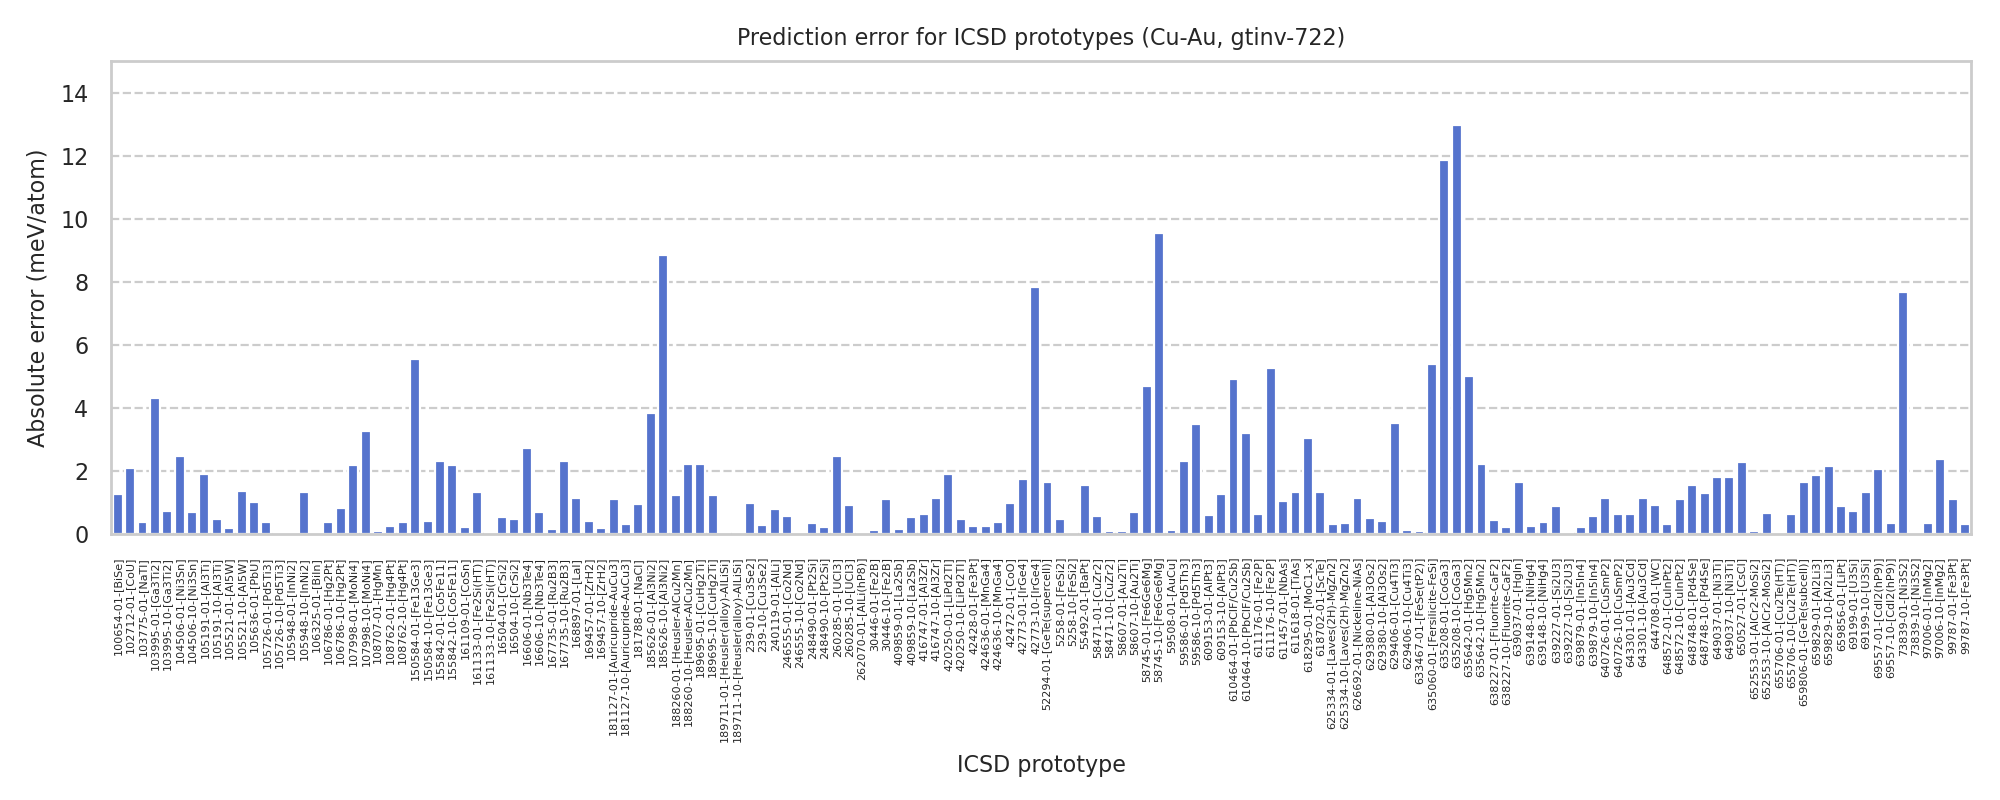 Prediction error for ICSD prototypes (Cu-Au, gtinv-722)
Absolute error (meV/atom)
14
12
10
8
6
4
2
0
100654-01-[BiSe]
102712-01-[CoU]
103775-01-[NaTl]
103995-01-[Ga3Ti2]
103995-10-[Ga3Ti2]
104506-01-[Ni3Sn]
104506-10-[Ni3Sn]
105191-01-[Al3Ti]
105191-10-[Al3Ti]
105521-01-[Al5W]
105521-10-[Al5W]
105636-01-[PbU]
105726-01-[Pd5Ti3]
105726-10-[Pd5Ti3]
105948-01-[InNi2]
105948-10-[InNi2]
106325-01-[BiIn]
106786-01-[Hg2Pt]
106786-10-[Hg2Pt]
107998-01-[MoNi4]
107998-10-[MoNi4]
108707-01-[HgMn]
108762-01-[Hg4Pt]
108762-10-[Hg4Pt]
150584-01-[Fe13Ge3]
150584-10-[Fe13Ge3]
155842-01-[Co5Fe11]
155842-10-[Co5Fe11]
161109-01-[CoSn]
161133-01-[Fe2Si(HT)]
161133-10-[Fe2Si(HT)]
16504-01-[CrSi2]
16504-10-[CrSi2]
16606-01-[Nb3Te4]
16606-10-[Nb3Te4]
167735-01-[Ru2B3]
167735-10-[Ru2B3]
168897-01-[LaI]
169457-01-[ZrH2]
169457-10-[ZrH2]
181127-01-[Auricupride-AuCu3]
181127-10-[Auricupride-AuCu3]
181788-01-[NaCl]
185626-01-[Al3Ni2]
185626-10-[Al3Ni2]
188260-01-[Heusler-AlCu2Mn]
188260-10-[Heusler-AlCu2Mn]
189695-01-[CuHg2Ti]
189695-10-[CuHg2Ti]
189711-01-[Heusler(alloy)-AlLiSi]
189711-10-[Heusler(alloy)-AlLiSi]
239-01-[Cu3Se2]
239-10-[Cu3Se2]
240119-01-[AlLi]
246555-01-[Co2Nd]
246555-10-[Co2Nd]
248490-01-[Pt2Si]
248490-10-[Pt2Si]
260285-01-[UCl3]
260285-10-[UCl3]
262070-01-[AlLi(hP8)]
30446-01-[Fe2B]
30446-10-[Fe2B]
409859-01-[La2Sb]
409859-10-[La2Sb]
416747-01-[Al3Zr]
416747-10-[Al3Zr]
420250-01-[LiPd2Tl]
420250-10-[LiPd2Tl]
42428-01-[Fe3Pt]
424636-01-[MnGa4]
424636-10-[MnGa4]
42472-01-[CoO]
42773-01-[IrGe4]
42773-10-[IrGe4]
52294-01-[GeTe(supercell)]
5258-01-[FeSi2]
5258-10-[FeSi2]
55492-01-[BaPt]
58471-01-[CuZr2]
58471-10-[CuZr2]
58607-01-[Au2Ti]
58607-10-[Au2Ti]
58745-01-[Fe6Ge6Mg]
58745-10-[Fe6Ge6Mg]
59508-01-[AuCu]
59586-01-[Pd5Th3]
59586-10-[Pd5Th3]
609153-01-[AlPt3]
609153-10-[AlPt3]
610464-01-[PbClF/Cu2Sb]
610464-10-[PbClF/Cu2Sb]
611176-01-[Fe2P]
611176-10-[Fe2P]
611457-01-[NbAs]
611618-01-[TiAs]
618295-01-[MoC1-x]
618702-01-[ScTe]
625334-01-[Laves(2H)-MgZn2]
625334-10-[Laves(2H)-MgZn2]
626692-01-[Nickeline-NiAs]
629380-01-[Al3Os2]
629380-10-[Al3Os2]
629406-01-[Cu4Ti3]
629406-10-[Cu4Ti3]
633467-01-[FeSe(tP2)]
635060-01-[Fersilicite-FeSi]
635208-01-[CoGa3]
635208-10-[CoGa3]
635642-01-[Hg5Mn2]
635642-10-[Hg5Mn2]
638227-01-[Fluorite-CaF2]
638227-10-[Fluorite-CaF2]
639037-01-[HgIn]
639148-01-[NiHg4]
639148-10-[NiHg4]
639227-01-[Si2U3]
639227-10-[Si2U3]
639879-01-[In5In4]
639879-10-[In5In4]
640726-01-[CuSmP2]
640726-10-[CuSmP2]
643301-01-[Au3Cd]
643301-10-[Au3Cd]
644708-01-[WC]
648572-01-[CuInPt2]
648572-10-[CuInPt2]
648748-01-[Pd4Se]
648748-10-[Pd4Se]
649037-01-[Ni3Ti]
649037-10-[Ni3Ti]
650527-01-[CsCl]
652553-01-[AlCr2-MoSi2]
652553-10-[AlCr2-MoSi2]
655706-01-[Cu2Te(HT)]
655706-10-[Cu2Te(HT)]
659806-01-[GeTe(subcell)]
659829-01-[Al2Li3]
659829-10-[Al2Li3]
659856-01-[LiPt]
69199-01-[U3Si]
69199-10-[U3Si]
69557-01-[CdI2(hP9)]
69557-10-[CdI2(hP9)]
73839-01-[Ni3S2]
73839-10-[Ni3S2]
97006-01-[InMg2]
97006-10-[InMg2]
99787-01-[Fe3Pt]
99787-10-[Fe3Pt]
ICSD prototype